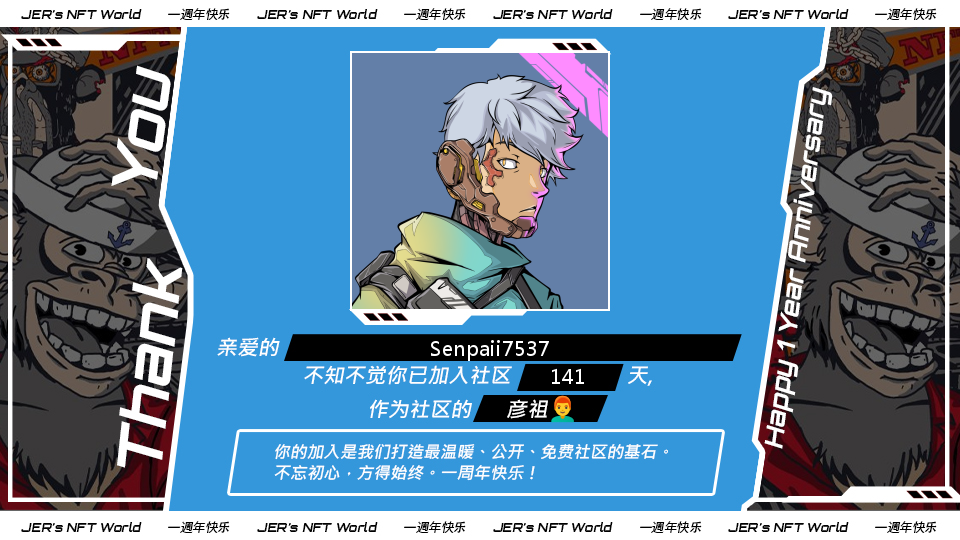 JER's NFT World 一週年快乐 JER's NFT World 一週年快乐 JER's NFT World 一週年快乐 JER's NFT World 一週年快乐
Thank You
Happy 1 Year Anniversary
亲爱的 Senpaii7537
不知不觉你已加入社区 141 天,
作为社区的 彦祖👨‍🦰
你的加入是我们打造最温暖、公开、免费社区的基石。
不忘初心，方得始终。一周年快乐！
JER's NFT World 一週年快乐 JER's NFT World 一週年快乐 JER's NFT World 一週年快乐 JER's NFT World 一週年快乐